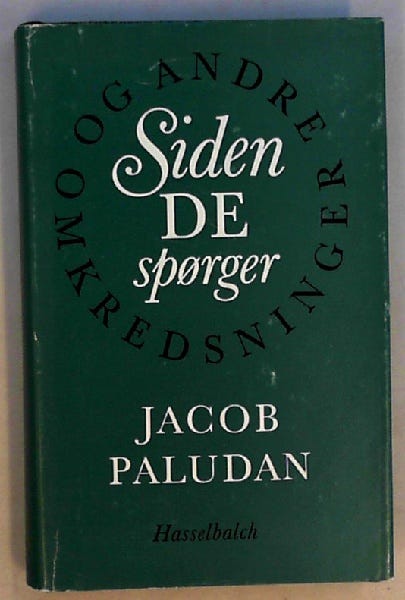 Siden
DE
spørger
OG ANDRE OMKREDSNINGER
JACOB
PALUDAN
Hasselbalch